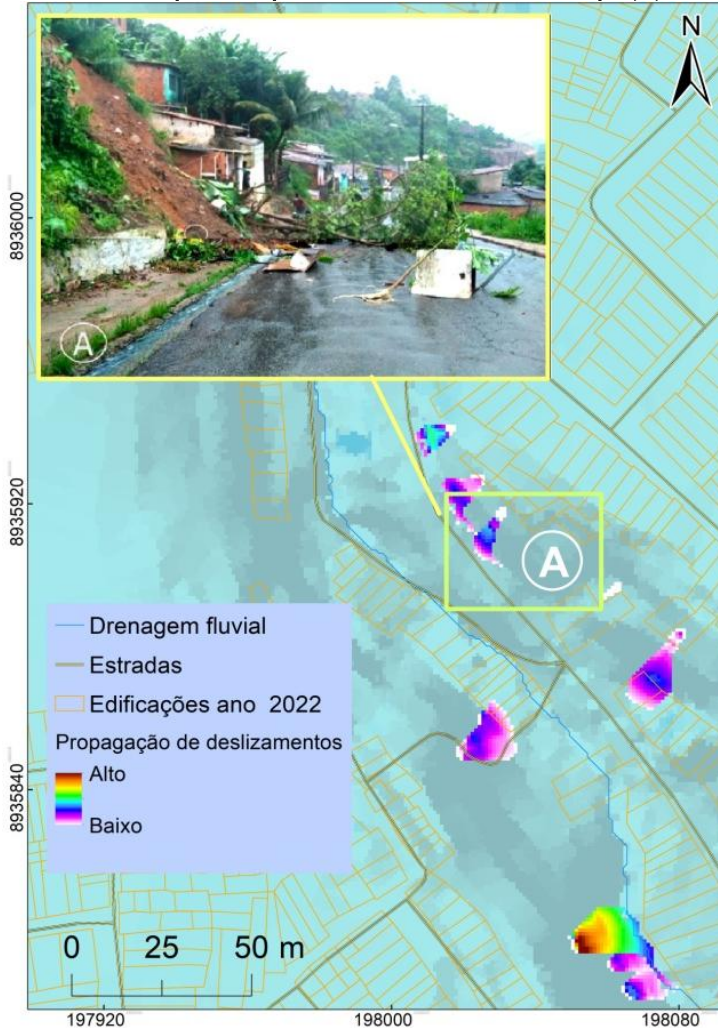 N
8936000
8935920
8935840
A
A
Drenagem fluvial
Estradas
Edificações ano 2022
Propagação de deslizamentos
Alto
Baixo
0 25 50 m
197920 198000 198080